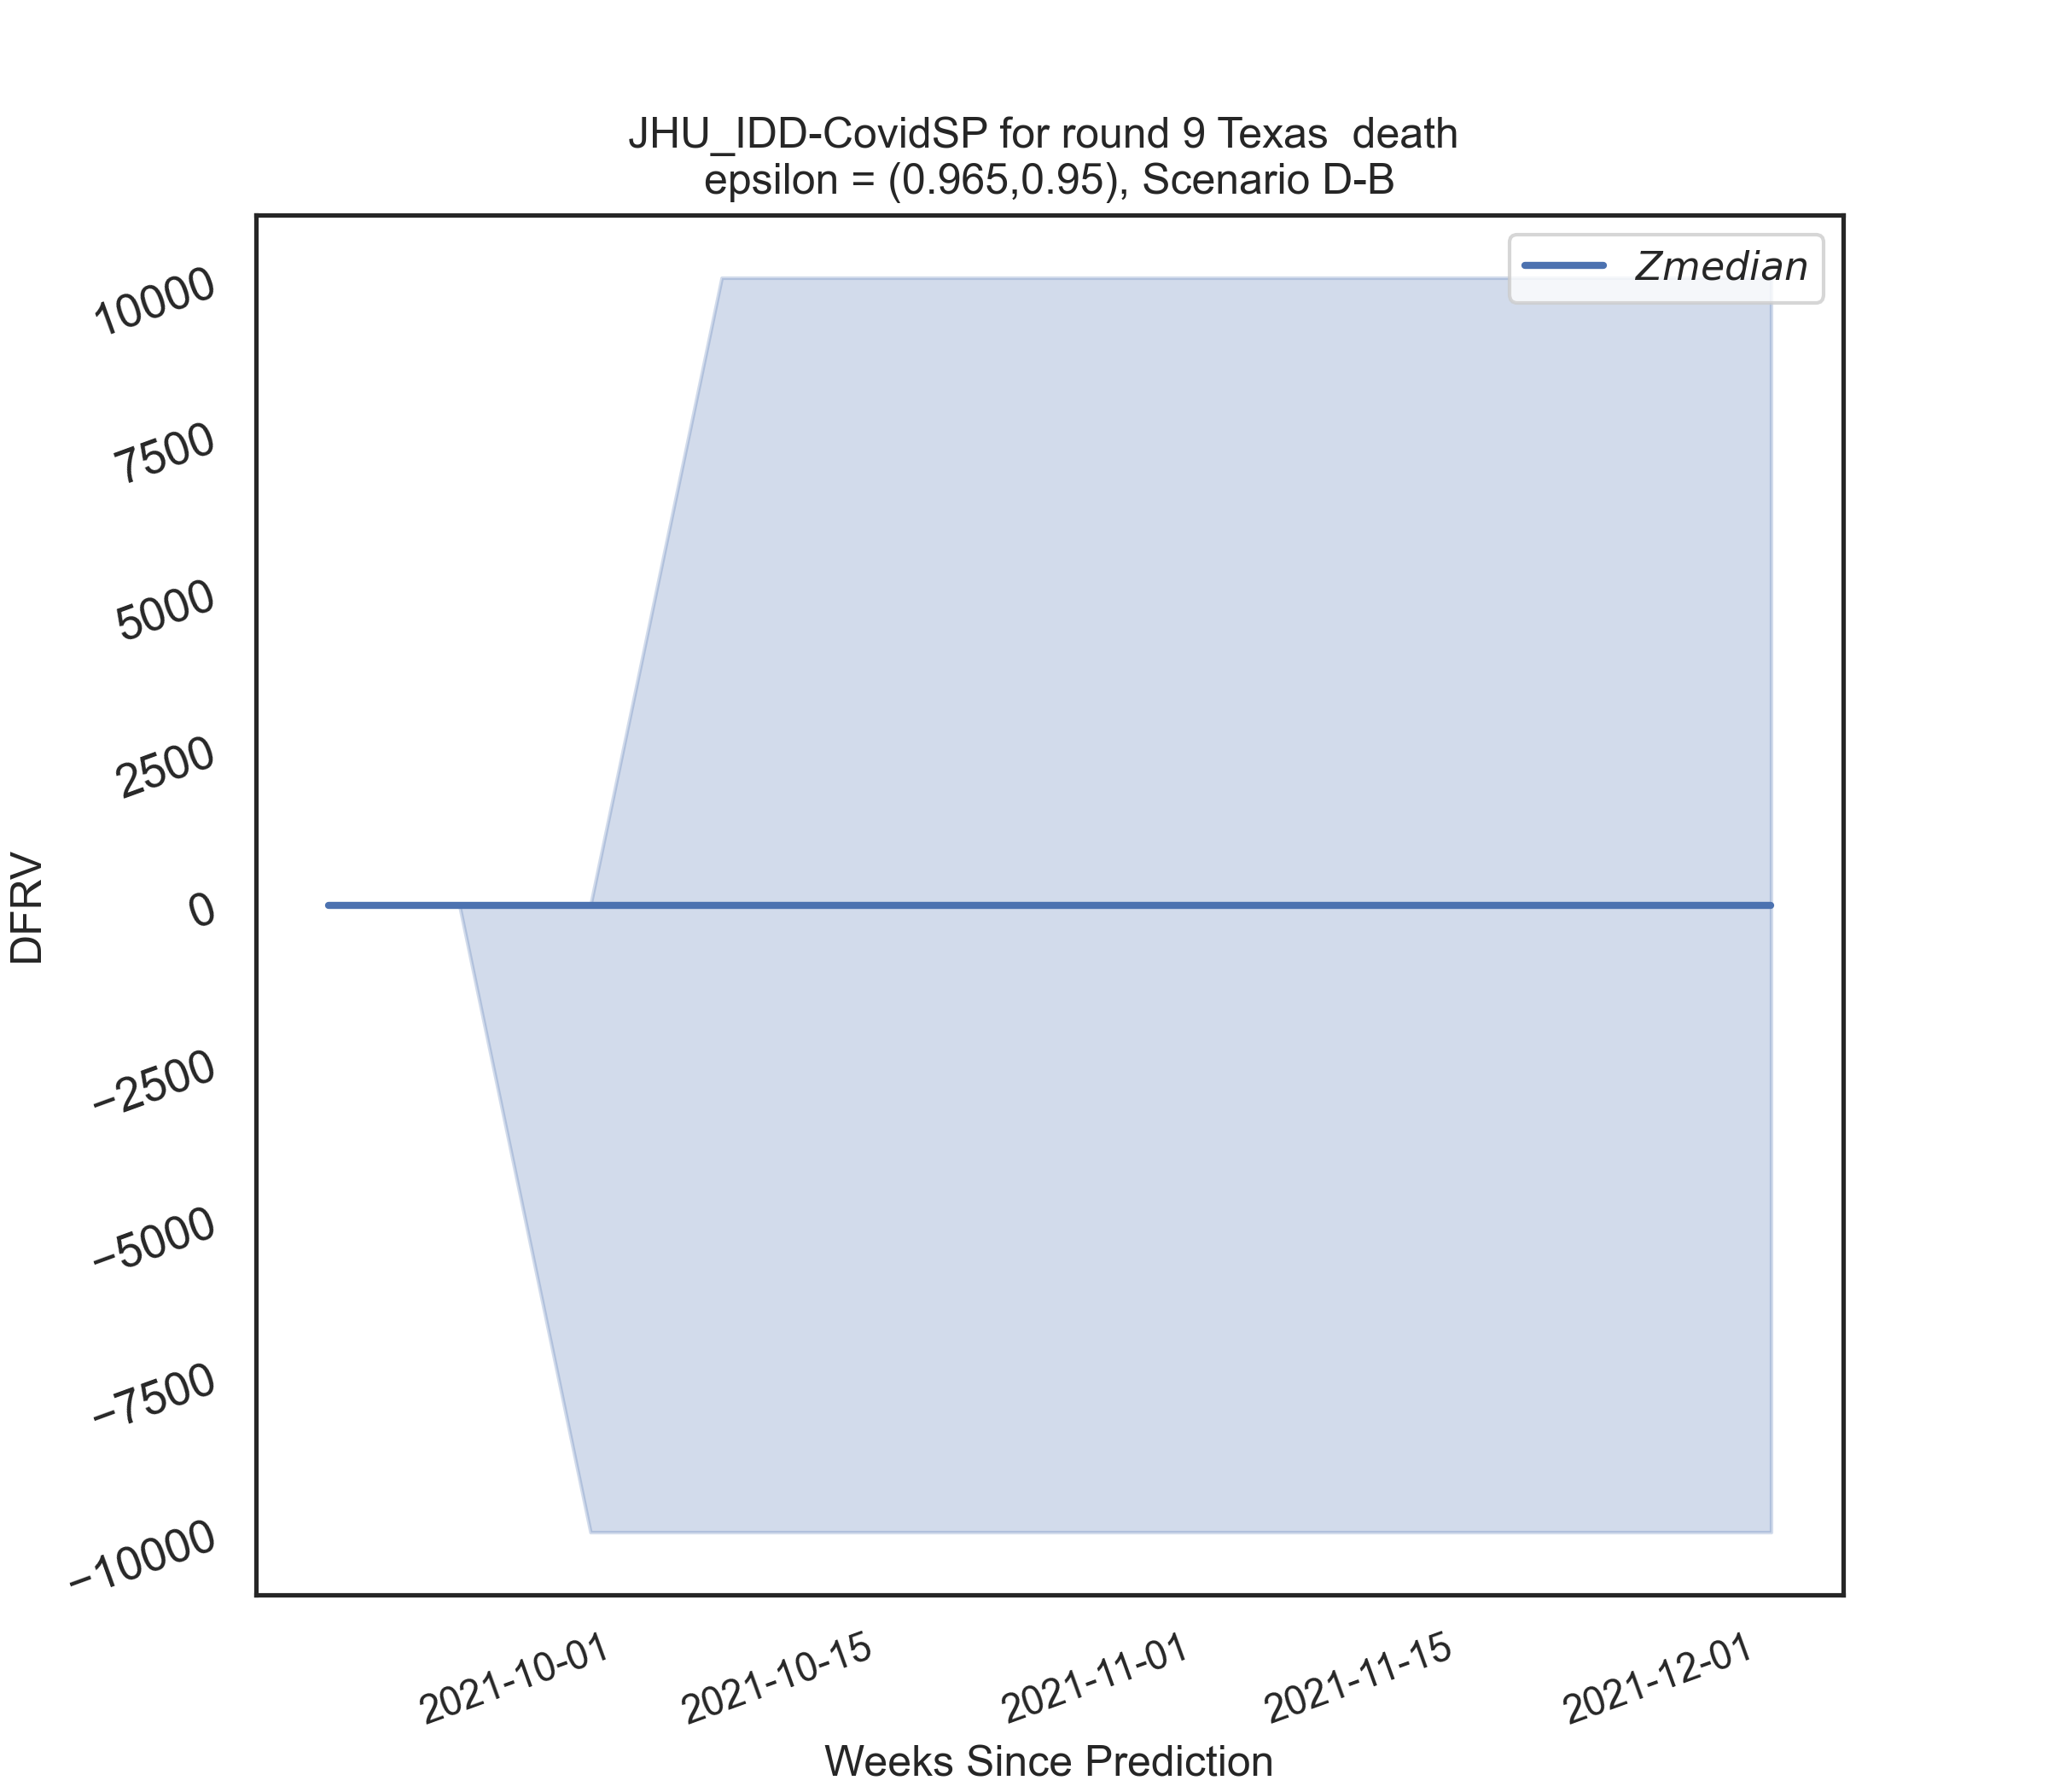 JHU_IDD-CovidSP for round 9 Texas  death
epsilon = (0.965,0.95), Scenario D-B
Zmedian
10000
7500
5000
2500
0
−2500
−5000
−7500
−10000
DFRV
2021-10-01
2021-10-15
2021-11-01
2021-11-15
2021-12-01
Weeks Since Prediction